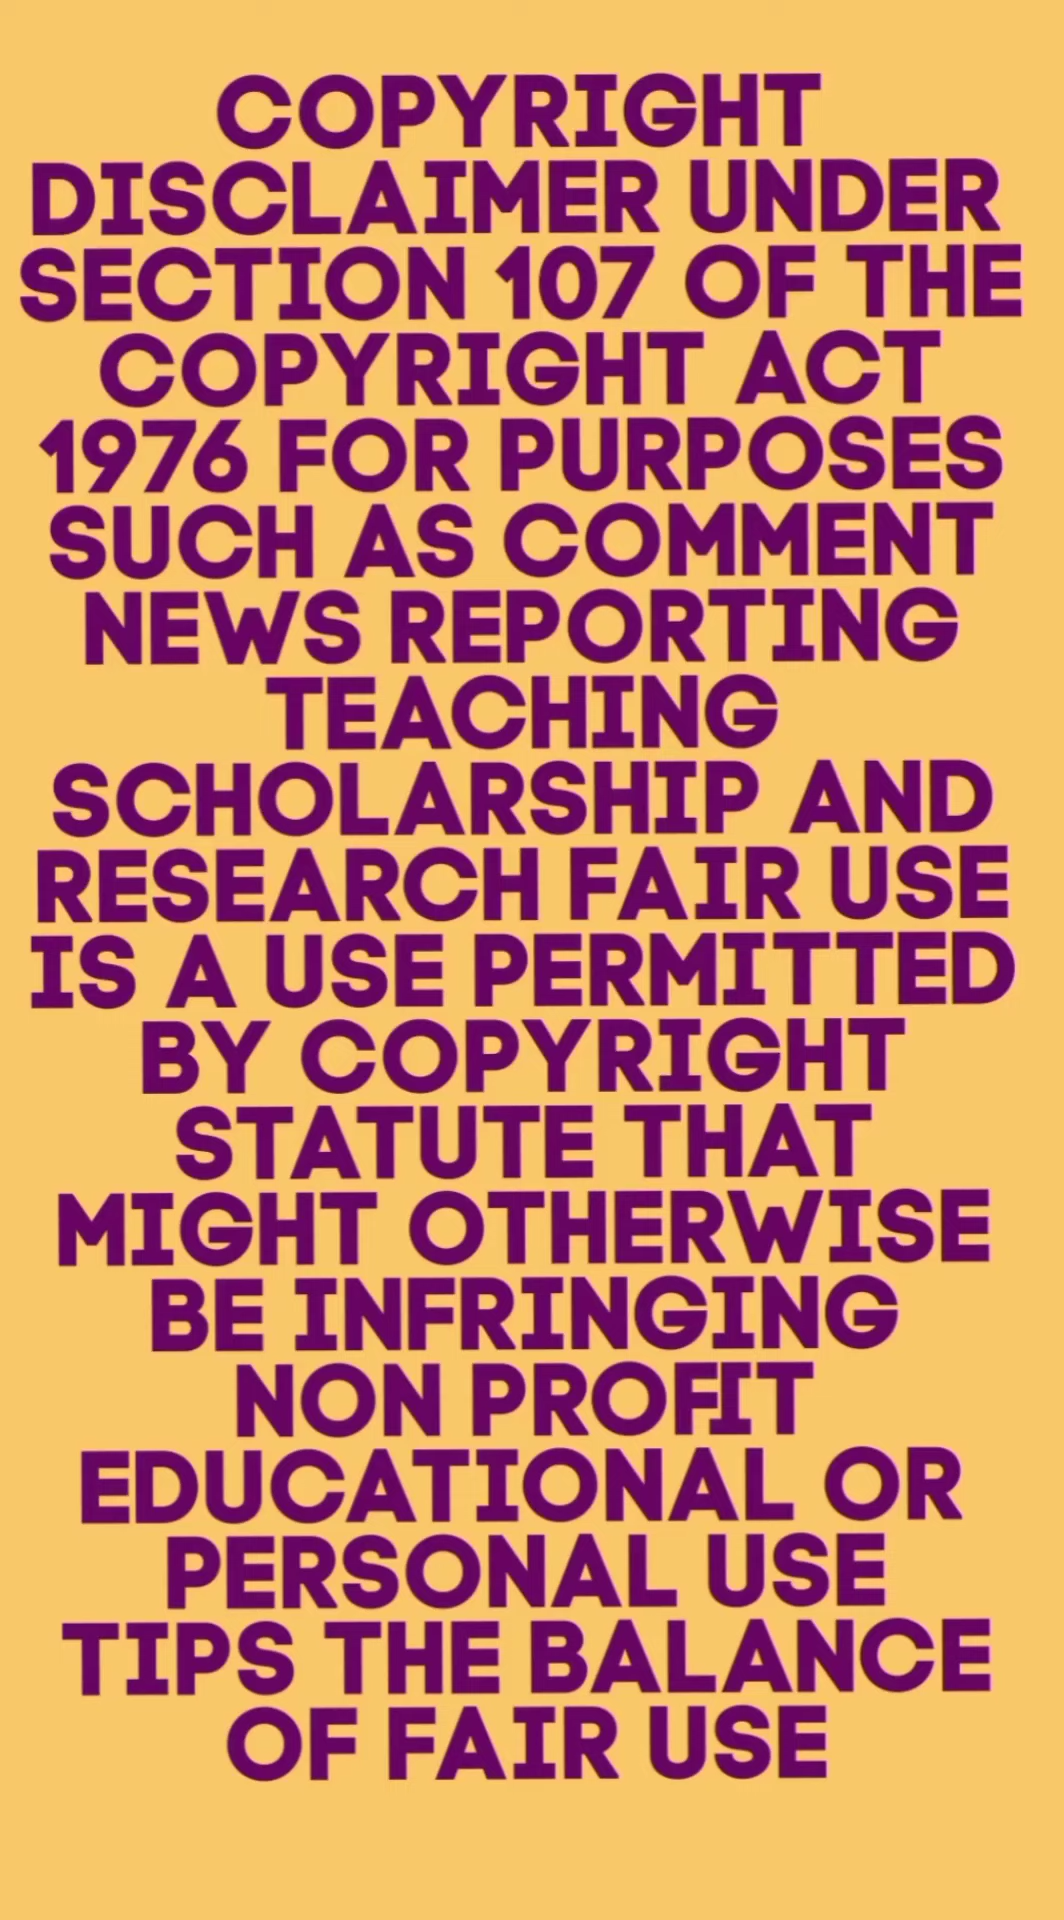 COPYRIGHT
DISCLAIMER UNDER
SECTION 107 OF THE
COPYRIGHT ACT
1976 FOR PURPOSES
SUCH AS COMMENT
NEWS REPORTING
TEACHING
SCHOLARSHIP AND
RESEARCH FAIR USE
IS A USE PERMITTED
BY COPYRIGHT
STATUTE THAT
MIGHT OTHERWISE
BE INFRINGING
NON PROFIT
EDUCATIONAL OR
PERSONAL USE
TIPS THE BALANCE
OF FAIR USE